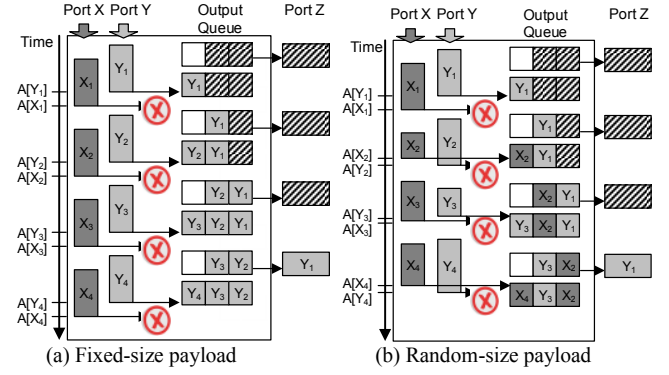 Port X Port Y Output Queue Port Z
Time
Y1
X1
A[Y1]
Y1
A[X1]
Y2
Y1
X2
A[Y2]
Y2 Y1
A[X2]
Y3
Y2 Y1
X3
A[Y3]
Y3 Y2 Y1
A[X3]
Y4
Y3 Y2
Y1
X4
A[Y4]
Y4 Y3 Y2
A[X4]
(a) Fixed-size payload
Port X Port Y Output Queue Port Z
Time
Y1
X1
A[Y1]
Y1
A[X1]
Y2
Y1
X2
A[X2]
X2 Y1
A[Y2]
X2 Y1
X3
Y3
A[Y3]
Y3 X2 Y1
A[X3]
X4
Y4
Y3 X2
Y1
A[X4]
X4 Y3 X2
A[Y4]
(b) Random-size payload